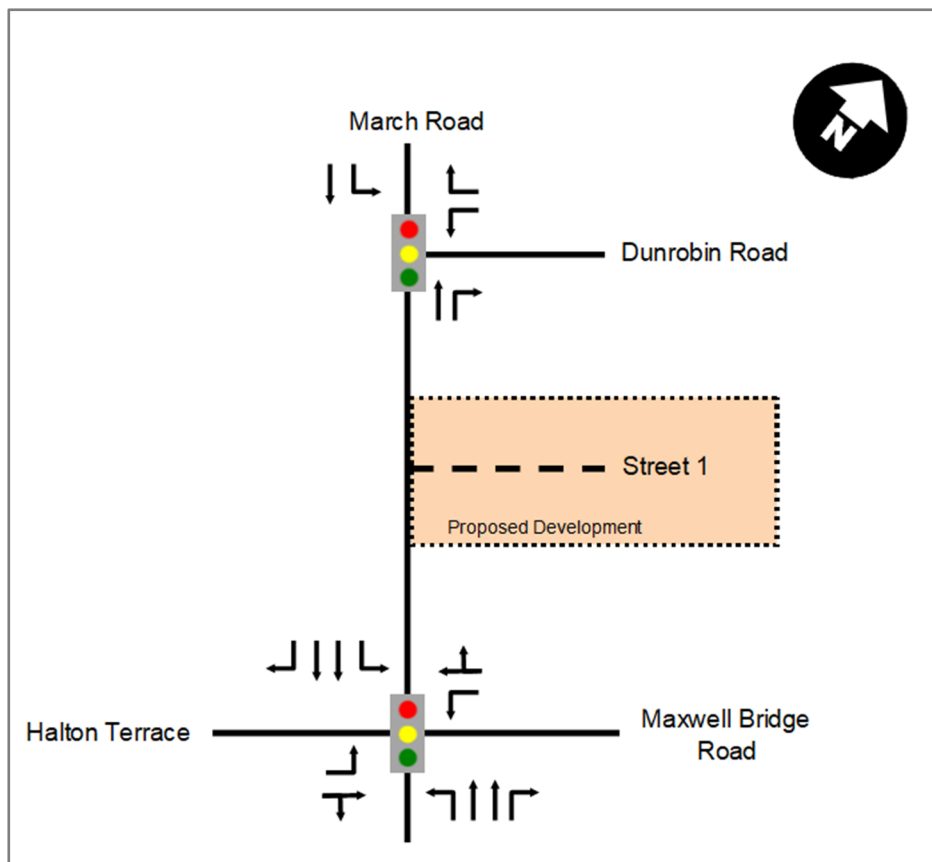 March Road
N
Dunrobin Road
Street 1
Proposed Development
Halton Terrace
Maxwell Bridge
Road